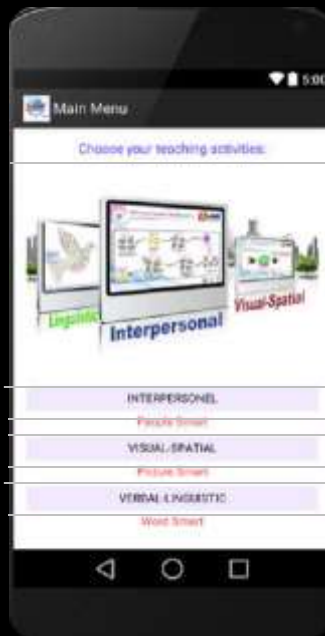 5:00
Main Menu
Choose your teaching activities:
Linguistic
Interpersonal
Visual-Spatial
INTERPERSONEL
People Smart
VISUAL-SPATIAL
Picture Smart
VERBAL-LINGUISTIC
Word Smart